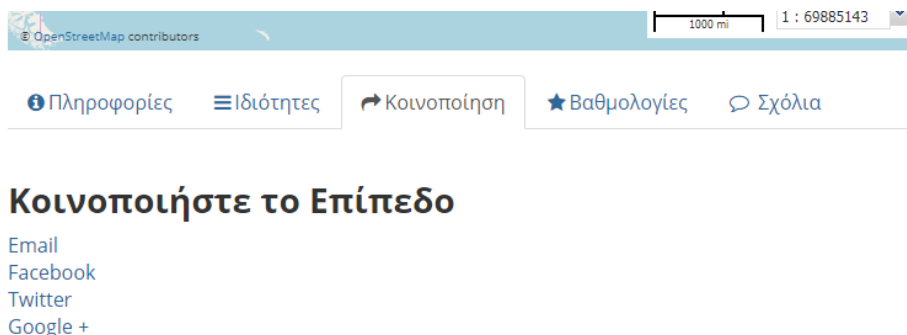 1000 mi
1 : 69885143
© OpenStreetMap contributors
Πληροφορίες Ιδιότητες Κοινοποίηση Βαθμολογίες Σχόλια
Κοινοποιήστε το Επίπεδο
Email
Facebook
Twitter
Google +